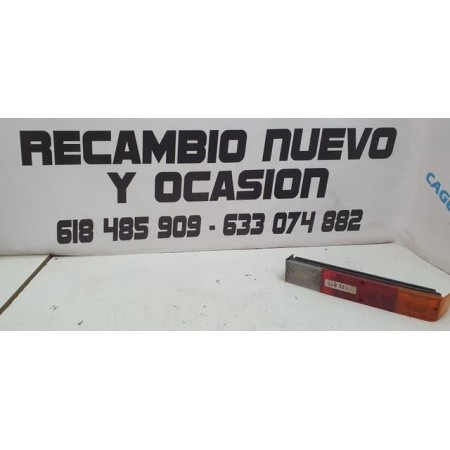 RECAMBIO NUEVO
Y OCASION
618 485 909 - 633 074 882